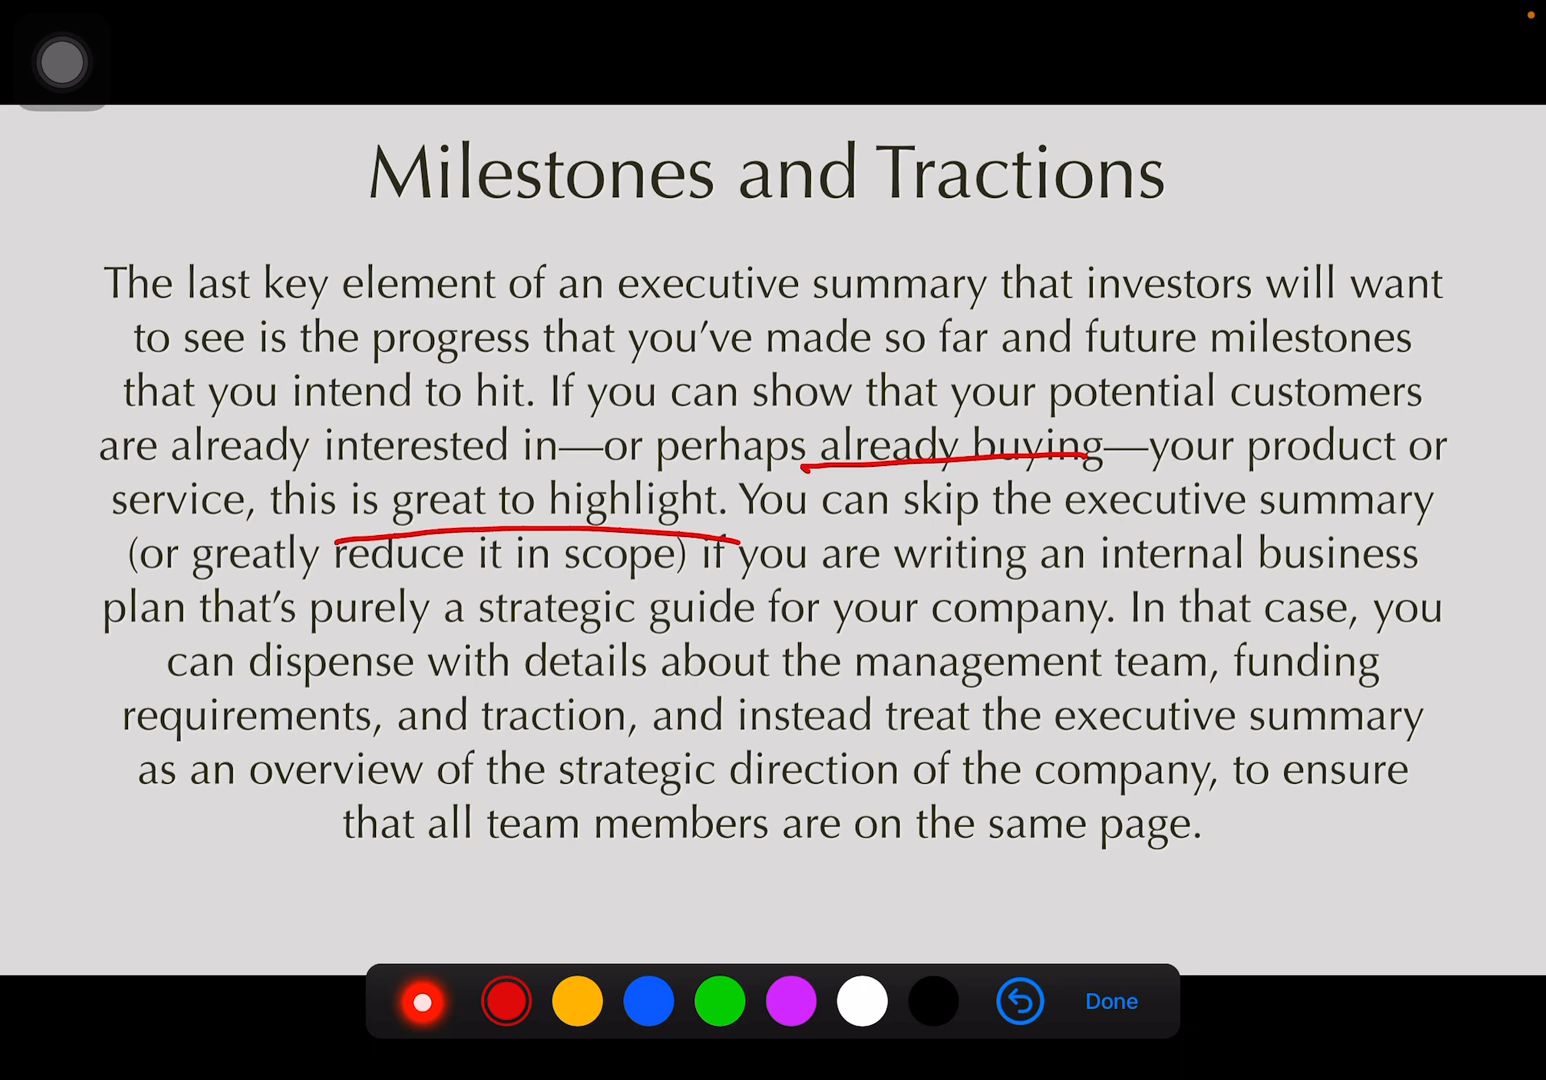 Milestones and Tractions
The last key element of an executive summary that investors will want
to see is the progress that you’ve made so far and future milestones
that you intend to hit. If you can show that your potential customers
are already interested in—or perhaps already buying—your product or
service, this is great to highlight. You can skip the executive summary
(or greatly reduce it in scope) if you are writing an internal business
plan that’s purely a strategic guide for your company. In that case, you
can dispense with details about the management team, funding
requirements, and traction, and instead treat the executive summary
as an overview of the strategic direction of the company, to ensure
that all team members are on the same page.
Done